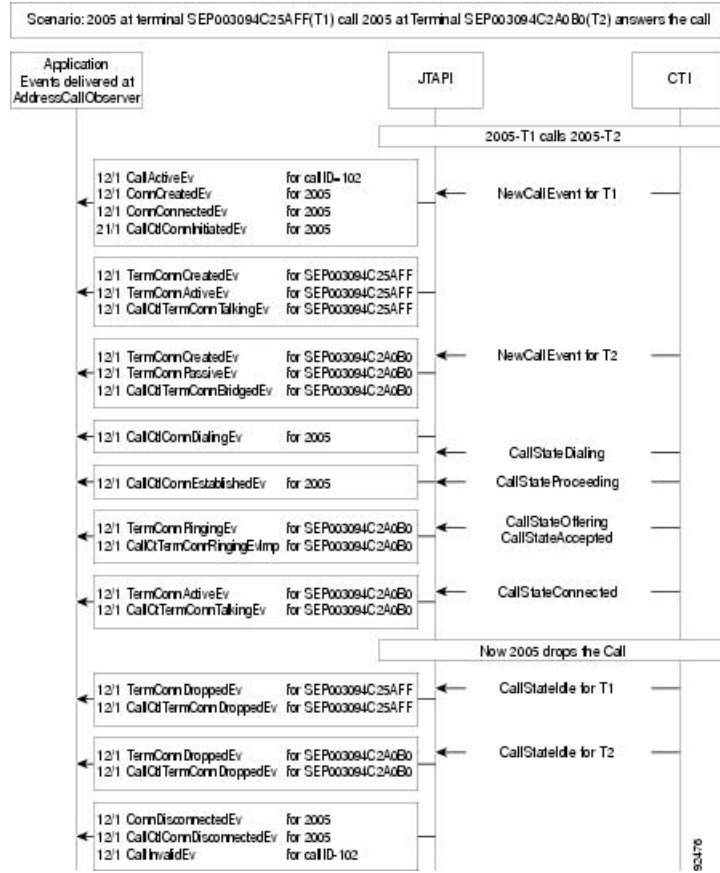 Scenario: 2005 at terminal SEP003094C25AFF(T1) call 2005 at Terminal SEP003094C2A0B0(T2) answers the call
Application
Events delivered at
AddressCallObserver
JTAPI
CTI
2005-T1 calls 2005-T2
12/1 CallActiveEv for callID=102
12/1 ConnCreatedEv for 2005
12/1 ConnConnectedEv for 2005
21/1 CallCtlConnInitiatedEv for 2005
NewCallEvent for T1
12/1 TermConnCreatedEv for SEP003094C25AFF
12/1 TermConnActiveEv for SEP003094C25AFF
12/1 CallCtlTermConnTalkingEv for SEP003094C25AFF
12/1 TermConnCreatedEv for SEP003094C2A0B0
12/1 TermConnPassiveEv for SEP003094C2A0B0
12/1 CallCtlTermConnBridgedEv for SEP003094C2A0B0
NewCallEvent for T2
12/1 CallCtlConnDialingEv for 2005
CallStateDialing
12/1 CallCtlConnEstablishedEv for 2005
CallStateProceeding
12/1 TermConnRingingEv for SEP003094C2A0B0
12/1 CallCtTermConnRingingEvImp for SEP003094C2A0B0
CallStateOffering
CallStateAccepted
12/1 TermConnActiveEv for SEP003094C2A0B0
12/1 CallCtTermConnTalkingEv for SEP003094C2A0B0
CallStateConnected
Now 2005 drops the Call
12/1 TermConnDroppedEv for SEP003094C25AFF
12/1 CallCtlTermConnDroppedEv for SEP003094C25AFF
CallStateIdle for T1
12/1 TermConnDroppedEv for SEP003094C2A0B0
12/1 CallCtlTermConnDroppedEv for SEP003094C2A0B0
CallStateIdle for T2
12/1 ConnDisconnectedEv for 2005
12/1 CallCtlConnDisconnectedEv for 2005
12/1 CallInvalidEv for callID-102
92476